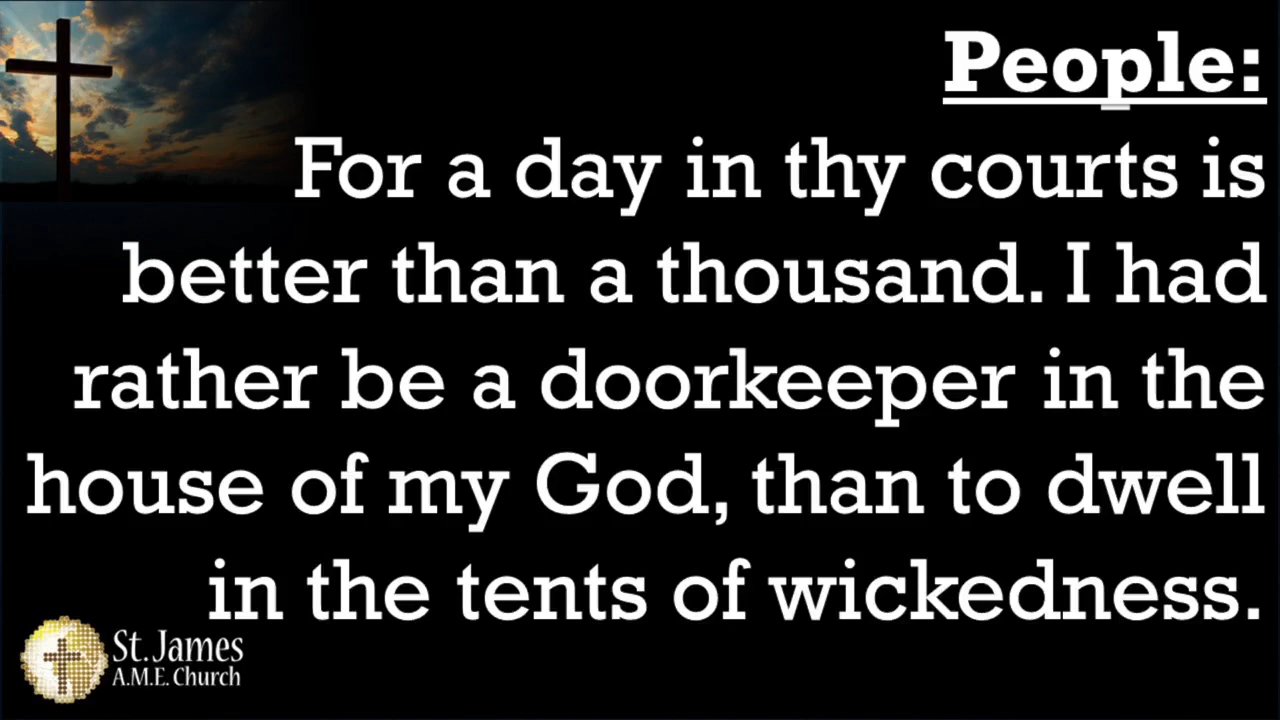 People:
For a day in thy courts is
better than a thousand. I had
rather be a doorkeeper in the
house of my God, than to dwell
in the tents of wickedness.
St. James
A.M.E. Church